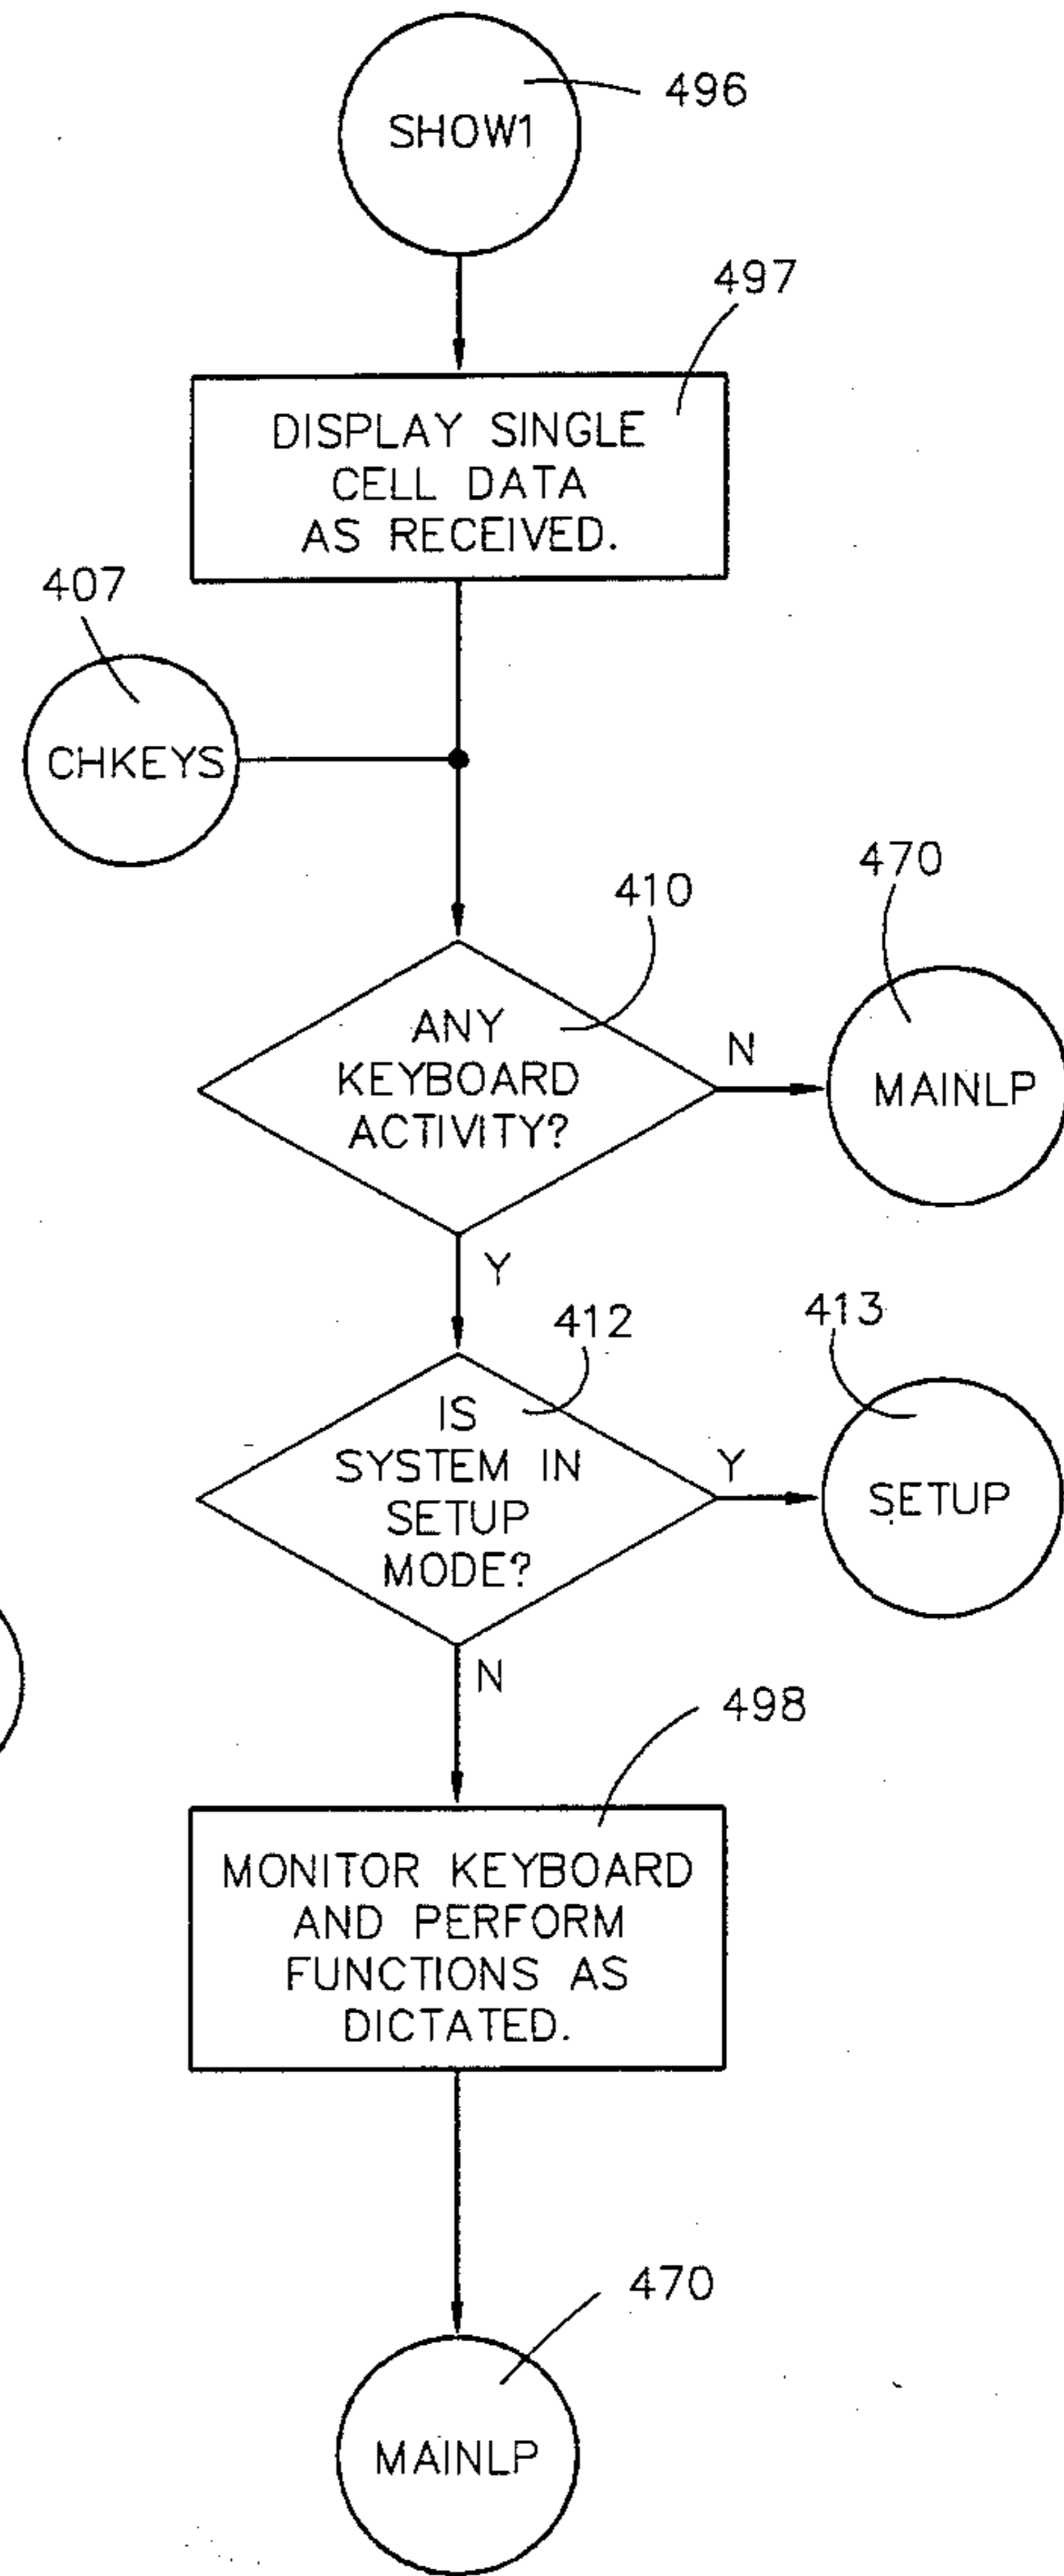 496
SHOW1
497
DISPLAY SINGLE
CELL DATA
AS RECEIVED.
407
CHKEYS
410
ANY
KEYBOARD
ACTIVITY?
N
470
MAINLP
Y
412
IS
SYSTEM IN
SETUP
MODE?
Y
413
SETUP
N
498
MONITOR KEYBOARD
AND PERFORM
FUNCTIONS AS
DICTATED.
470
MAINLP